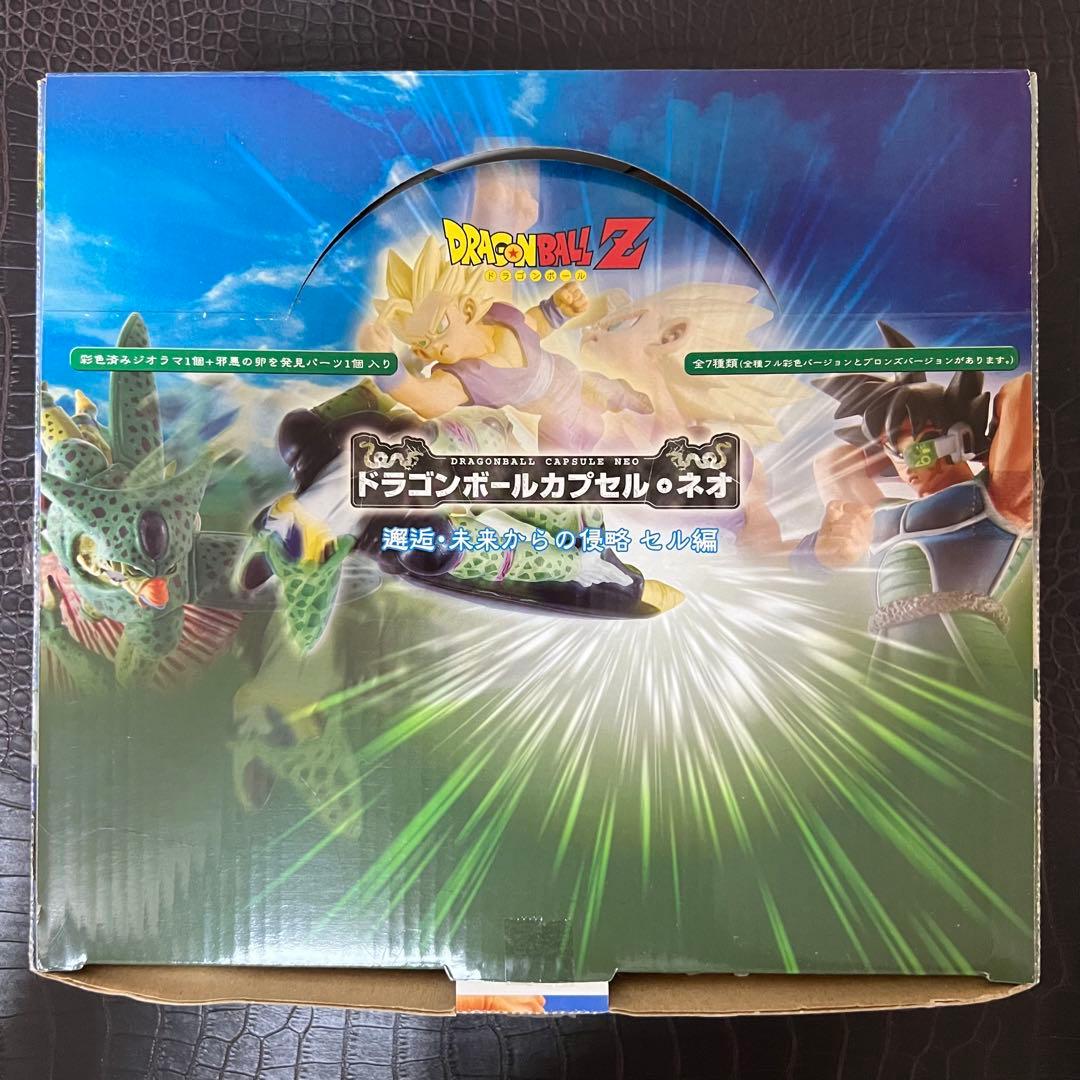 DRAGON BALL Z
ドラゴンボール
彩色済みジオラマ1個+邪悪の卵を発見パーツ1個 入り
全7種類(全種フル彩色バージョンとブロンズバージョンがあります。)
DRAGONBALL CAPSULE NEO
ドラゴンボールカプセル・ネオ
邂逅・未来からの侵略 セル編